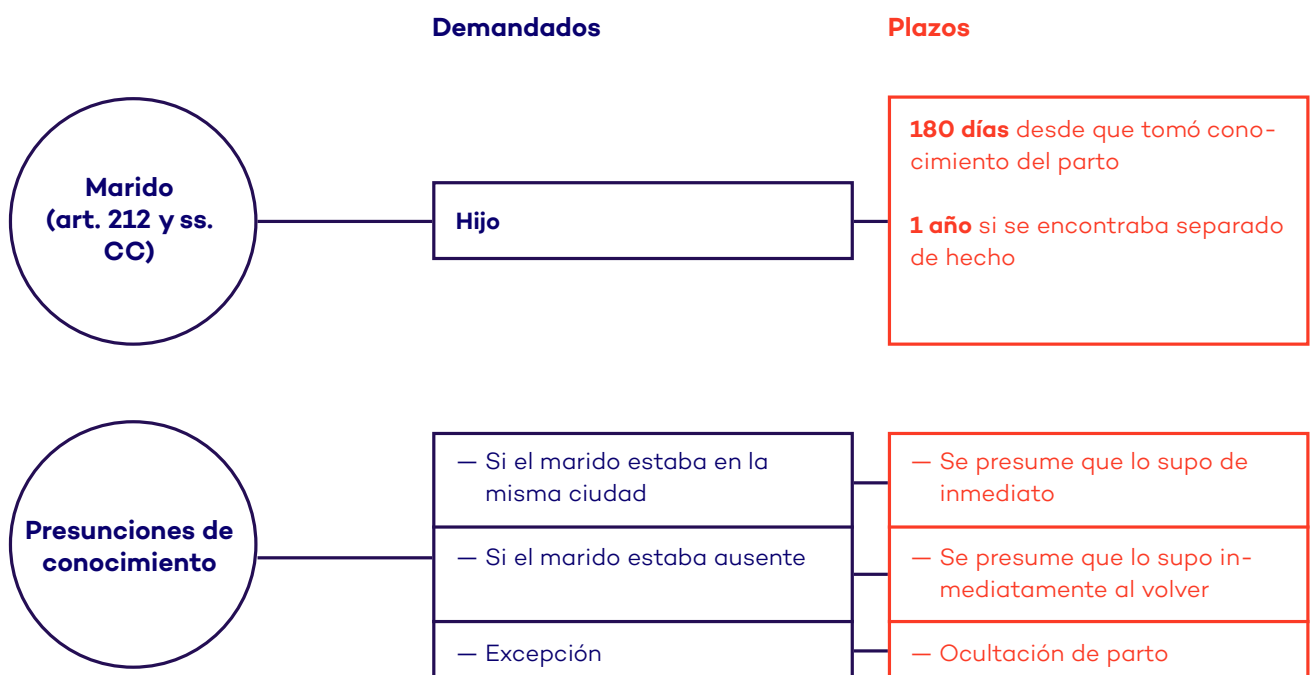 Demandados
Plazos
Marido
(art. 212 y ss.
CC)
Hijo
180 días desde que tomó cono-
cimiento del parto
1 año si se encontraba separado
de hecho
Presunciones de
conocimiento
— Si el marido estaba en la
misma ciudad
— Se presume que lo supo de
inmediato
— Si el marido estaba ausente
— Se presume que lo supo in-
mediatamente al volver
— Excepción
— Ocultación de parto